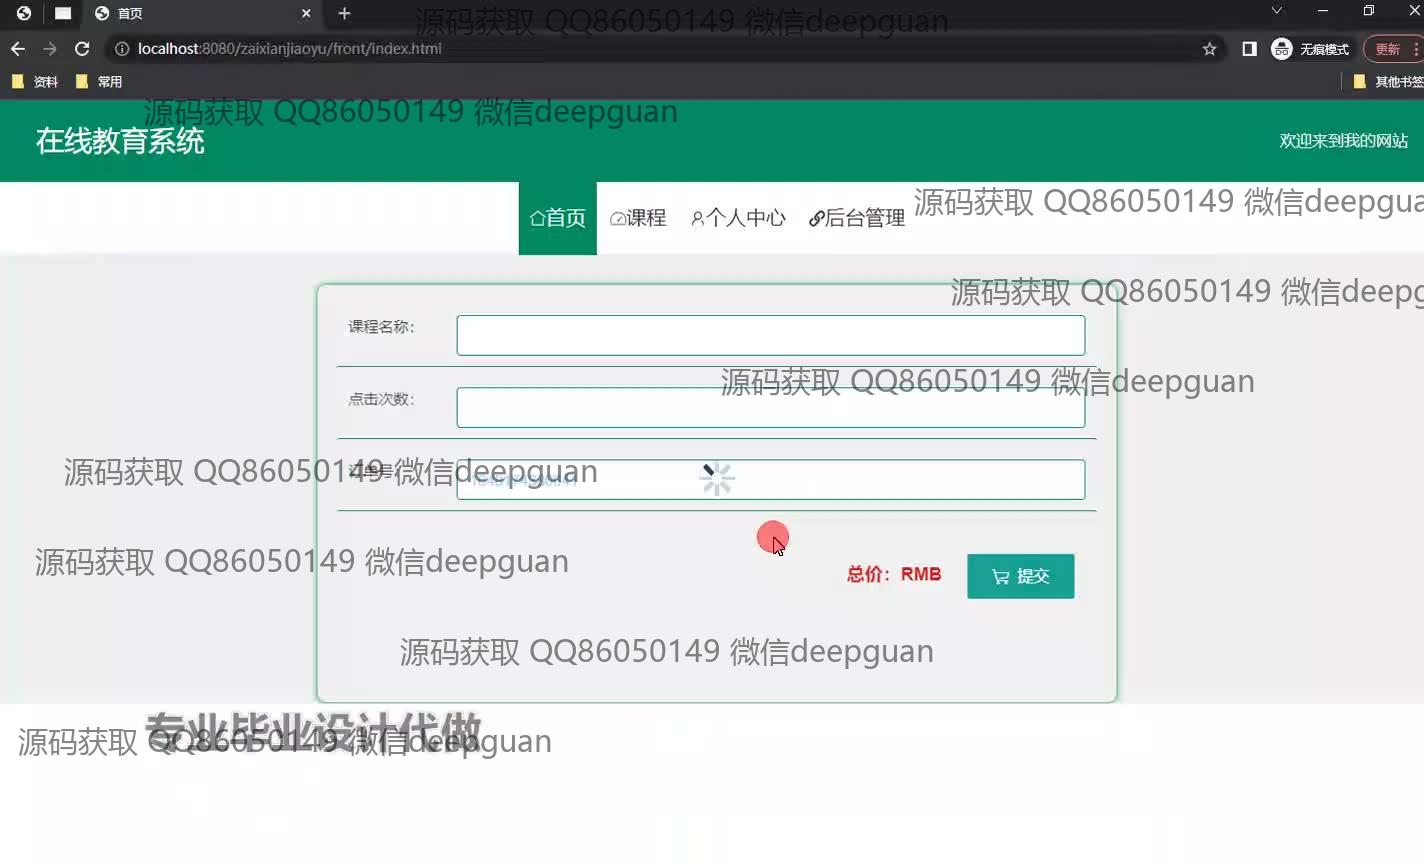 首页
源码获取 QQ86050149 微信deepguan
localhost:8080/zaixianjiaoyu/front/index.html
无痕模式
更新
资料
常用
其他书签
源码获取 QQ86050149 微信deepguan
在线教育系统
欢迎来到我的网站
首页
课程
个人中心
后台管理
源码获取 QQ86050149 微信deepgua
源码获取 QQ86050149 微信deepg
课程名称：
源码获取 QQ86050149 微信deepguan
点击次数：
源码获取 QQ86050149 微信deepguan
源码获取 QQ86050149 微信deepguan
总价：RMB
提交
源码获取 QQ86050149 微信deepguan
专业毕业设计代做
源码获取 QQ86050149 微信deepguan